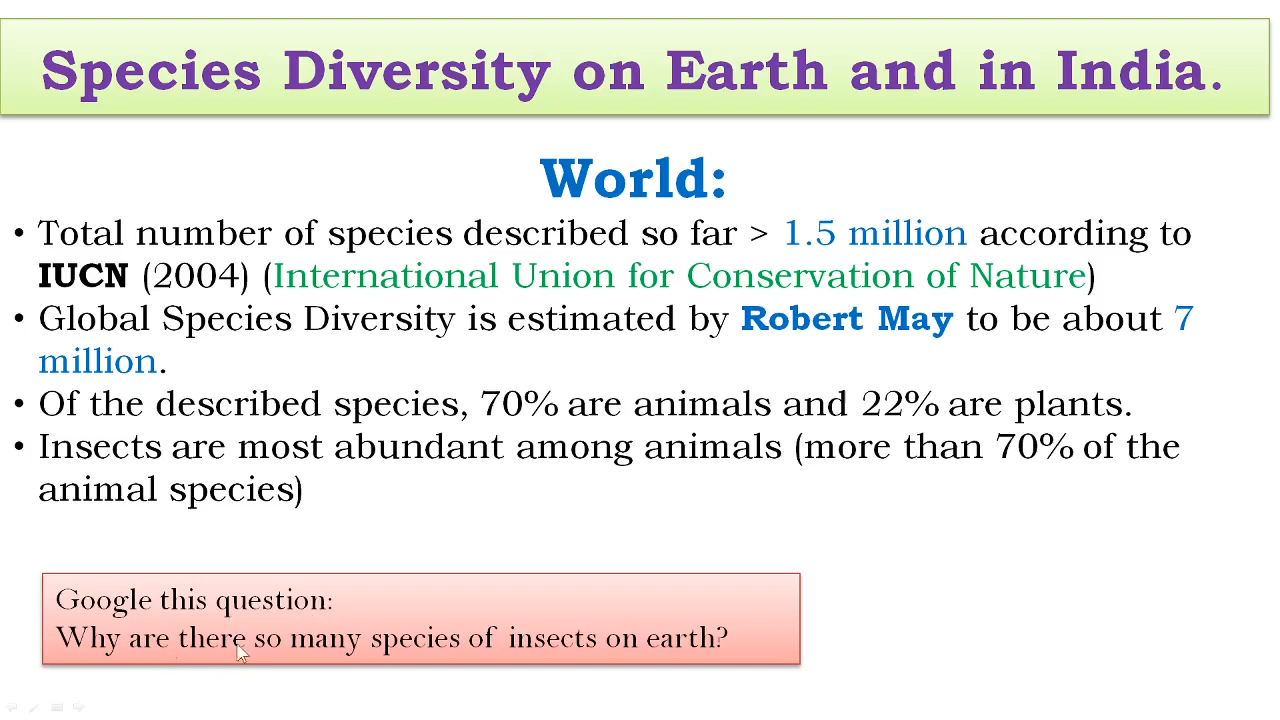 Species Diversity on Earth and in India.
World:
• Total number of species described so far > 1.5 million according to
IUCN (2004) (International Union for Conservation of Nature)
• Global Species Diversity is estimated by Robert May to be about 7
million.
• Of the described species, 70% are animals and 22% are plants.
• Insects are most abundant among animals (more than 70% of the
animal species)
Google this question:
Why are there so many species of insects on earth?